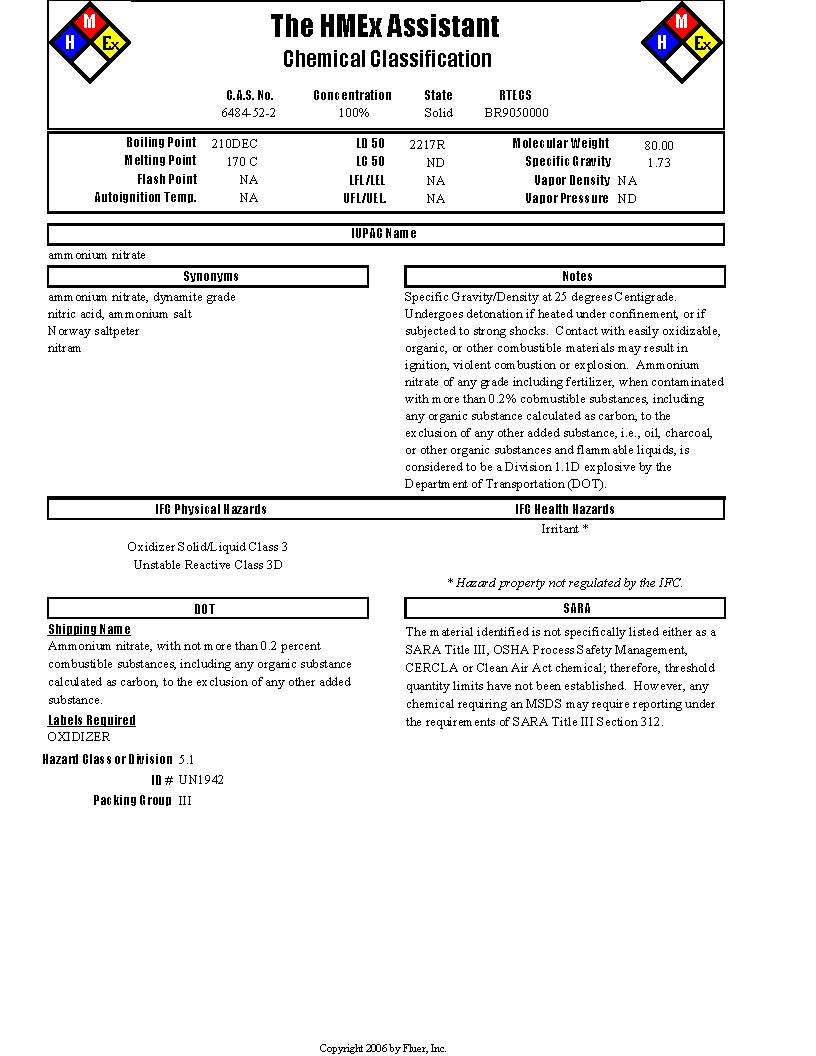 The HMEx Assistant
M
H
Ex
M
H
Ex
Chemical Classification
C.A.S. No. Concentration State RTECS
6484-52-2 100% Solid BR9050000
Boiling Point 210DEC LD 50 2217R Molecular Weight 80.00
Melting Point 170 C LC 50 ND Specific Gravity 1.73
Flash Point NA LFL/LEL NA Vapor Density NA
Autoignition Temp. NA UFL/UEL. NA Vapor Pressure ND
IUPAC Name
ammonium nitrate
Synonyms
ammonium nitrate, dynamite grade
nitric acid, ammonium salt
Norway saltpeter
nitram
Notes
Specific Gravity/Density at 25 degrees Centigrade.
Undergoes detonation if heated under confinement, or if
subjected to strong shocks. Contact with easily oxidizable,
organic, or other combustible materials may result in
ignition, violent combustion or explosion. Ammonium
nitrate of any grade including fertilizer, when contaminated
with more than 0.2% cobmustible substances, including
any organic substance calculated as carbon, to the
exclusion of any other added substance, i.e., oil, charcoal,
or other organic substances and flammable liquids, is
considered to be a Division 1.1D explosive by the
Department of Transportation (DOT).
IFC Physical Hazards
Oxidizer Solid/Liquid Class 3
Unstable Reactive Class 3D
IFC Health Hazards
Irritant *
* Hazard property not regulated by the IFC.
DOT
Shipping Name
Ammonium nitrate, with not more than 0.2 percent
combustible substances, including any organic substance
calculated as carbon, to the exclusion of any other added
substance.
Labels Required
OXIDIZER
Hazard Class or Division 5.1
ID # UN1942
Packing Group III
SARA
The material identified is not specifically listed either as a
SARA Title III, OSHA Process Safety Management,
CERCLA or Clean Air Act chemical; therefore, threshold
quantity limits have not been established. However, any
chemical requiring an MSDS may require reporting under
the requirements of SARA Title III Section 312.
Copyright 2006 by Fluer, Inc.